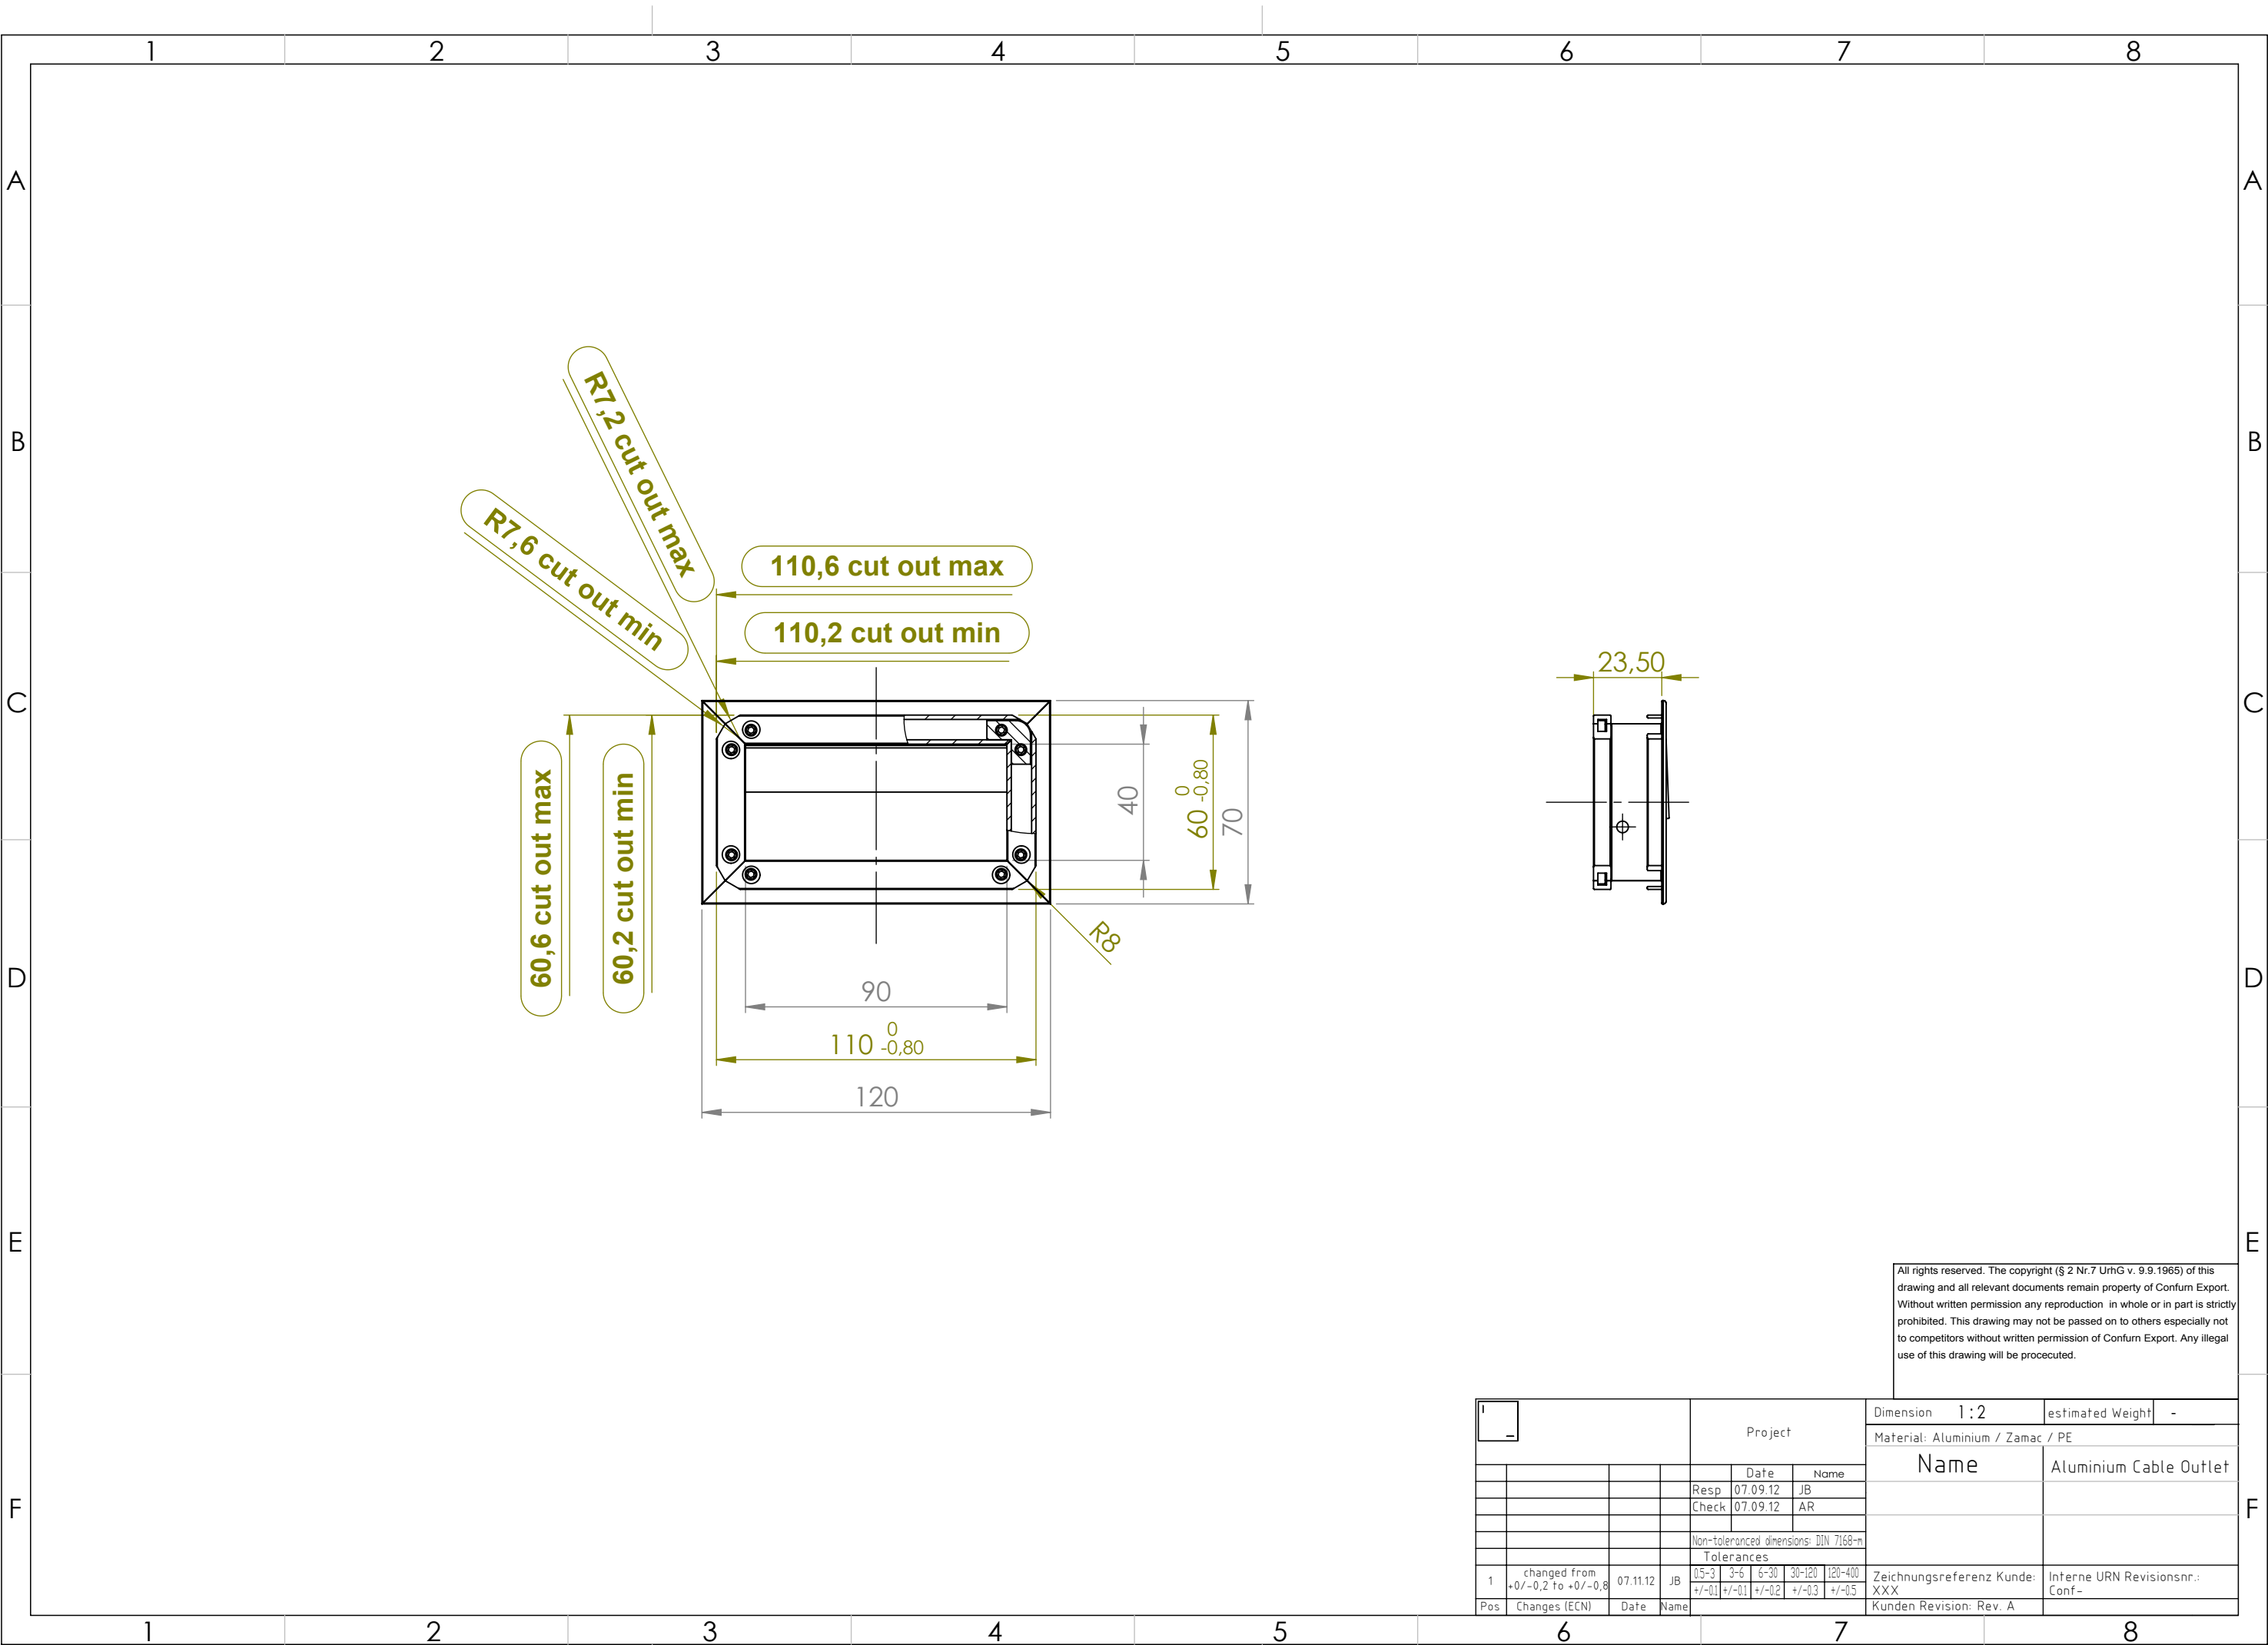 1 2 3 4 5 6 7 8
A A
B B
C C
D D
E E
F F
1 2 3 4 5 6 7 8
R7,2 cut out max
R7,6 cut out min
110,6 cut out max
110,2 cut out min
60,6 cut out max
60,2 cut out min
40
60 0 -0,80
70
R8
90
110 0 -0,80
120
23,50
All rights reserved. The copyright (§ 2 Nr.7 UrhG v. 9.9.1965) of this
drawing and all relevant documents remain property of Confurn Export.
Without written permission any reproduction in whole or in part is strictly
prohibited. This drawing may not be passed on to others especially not
to competitors without written permission of Confurn Export. Any illegal
use of this drawing will be procecuted.
Project
Dimension 1:2 estimated Weight -
Material: Aluminium / Zamac / PE
Name Aluminium Cable Outlet
Date Name
Resp 07.09.12 JB
Check 07.09.12 AR
Non-toleranced dimensions: DIN 7168-m
Tolerances
0.5-3 3-6 6-30 30-120 120-400
+/-0.1 +/-0.1 +/-0.2 +/-0.3 +/-0.5
1 changed from
+0/-0,2 to +0/-0,8 07.11.12 JB
Pos Changes (ECN) Date Name
Zeichnungsreferenz Kunde:
XXX
Interne URN Revisionsnr.:
Conf-
Kunden Revision: Rev. A